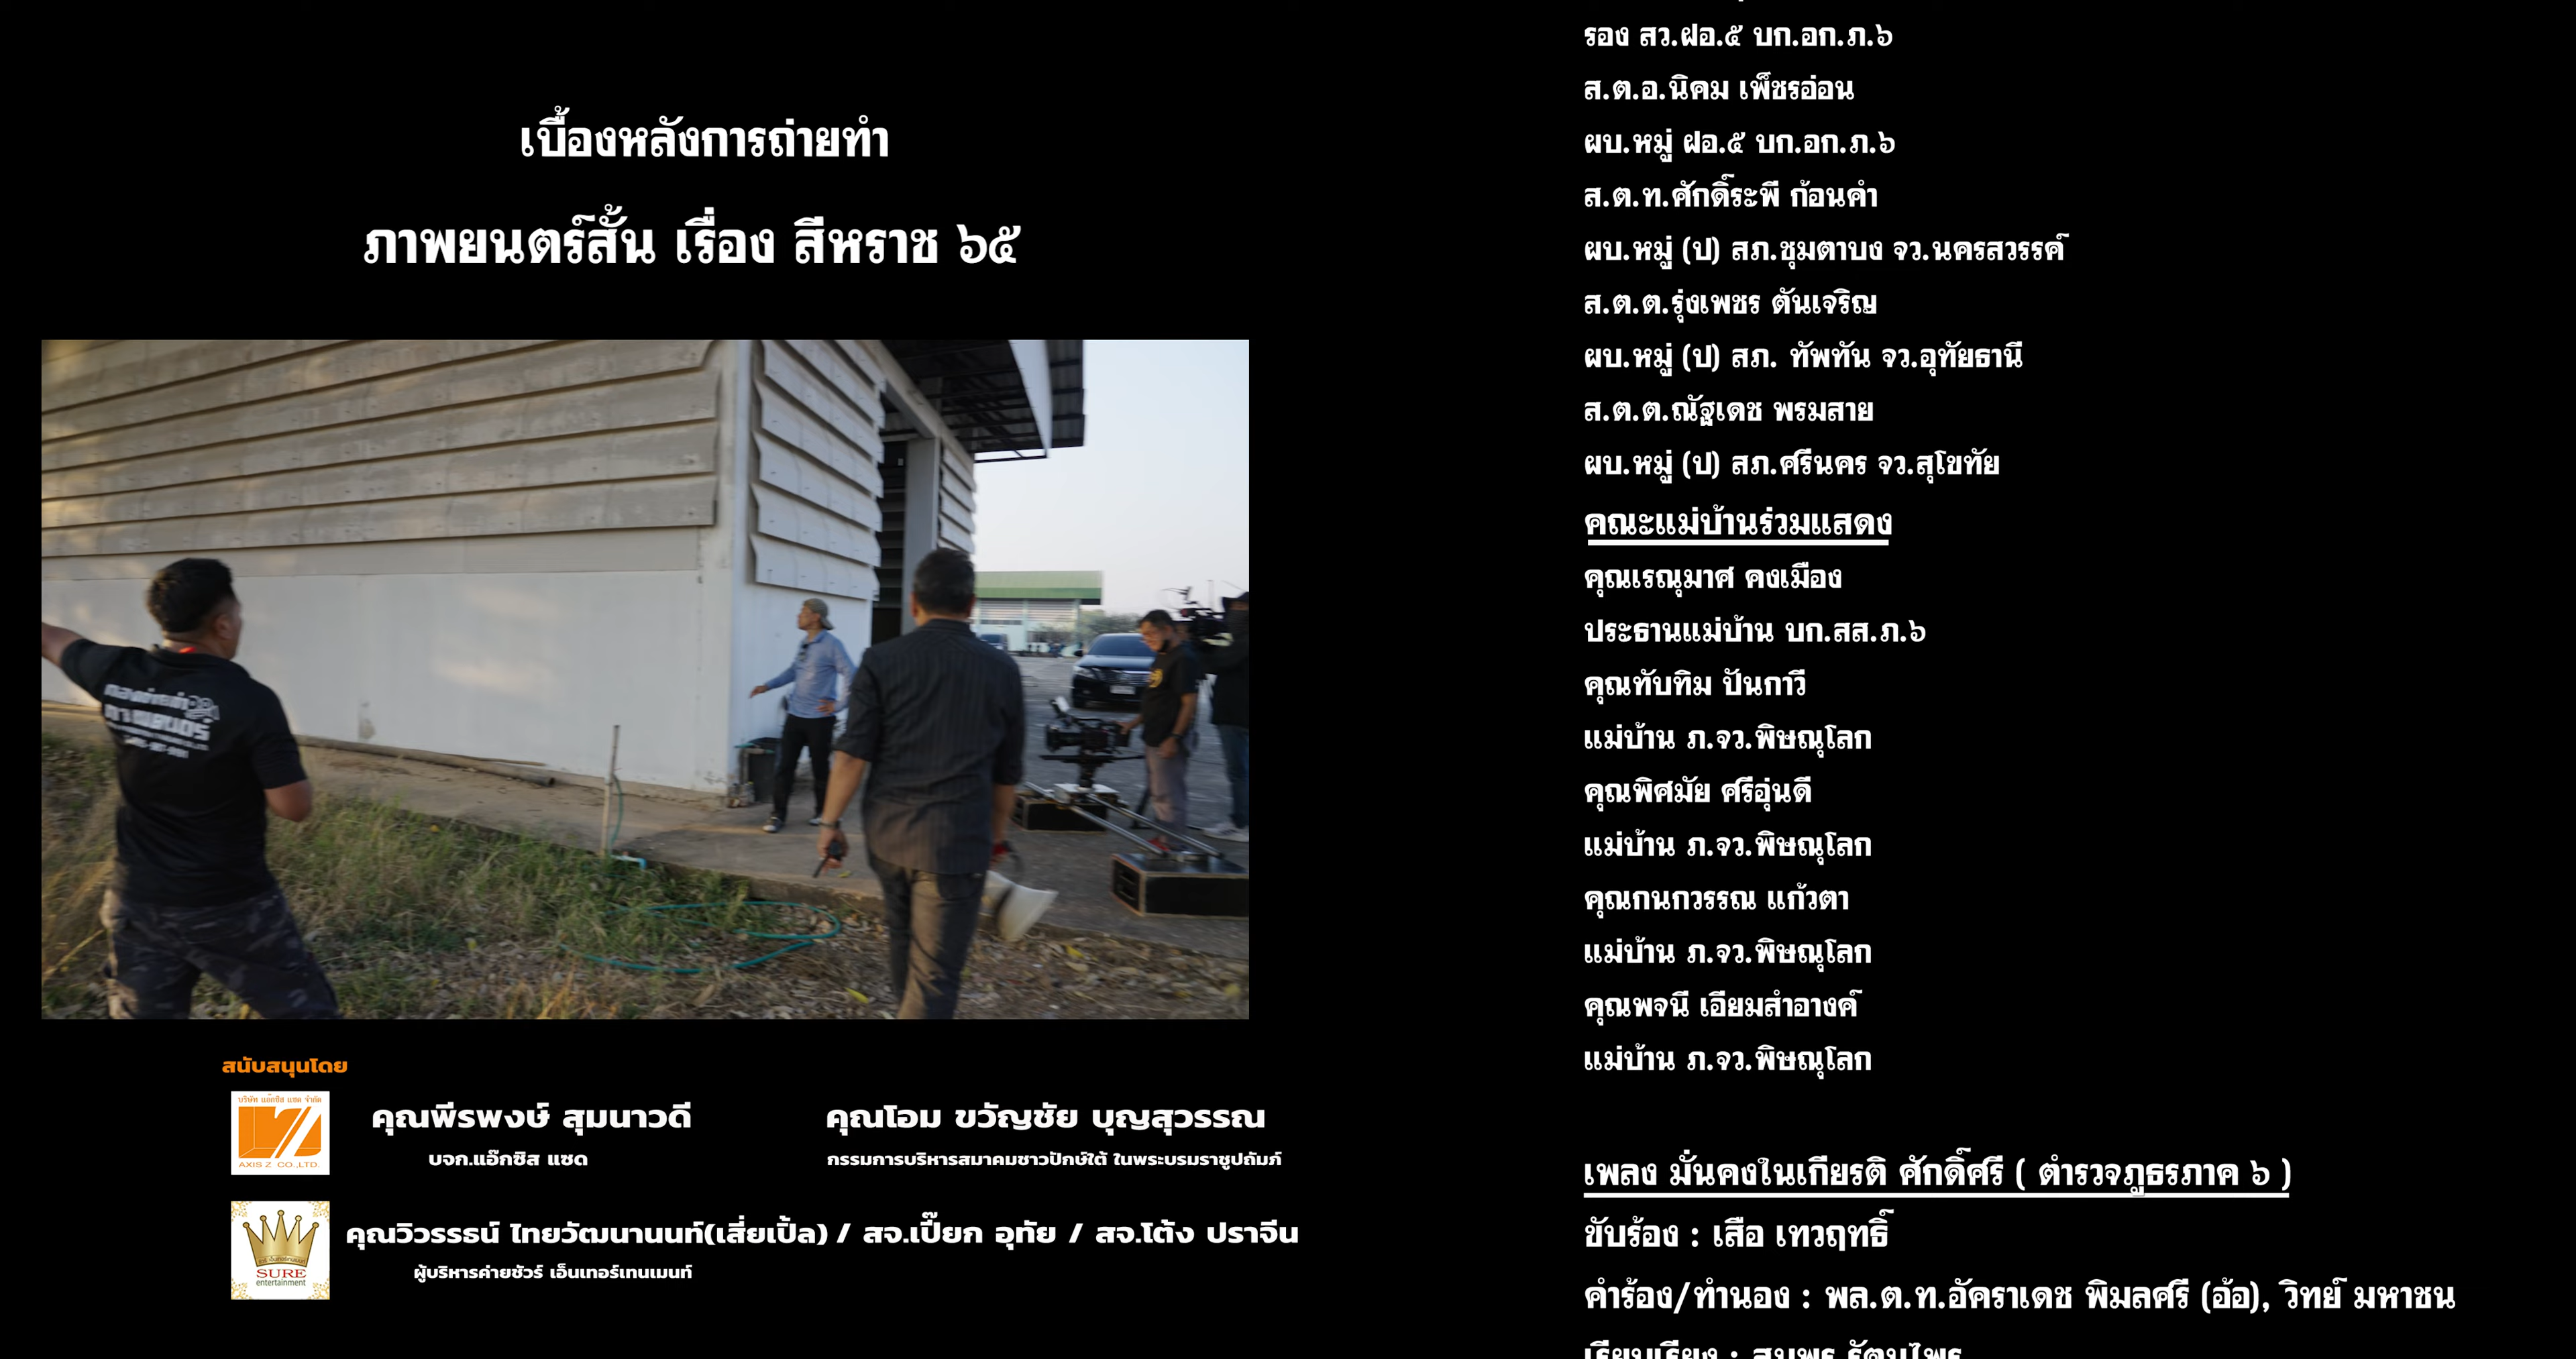 เบื้องหลังการถ่ายทำ
ภาพยนตร์สั้น เรื่อง สีหราช ๖๕
สนับสนุนโดย
บริษัท แอ๊กซิส แซด จำกัด
AXIS Z CO.,LTD.
คุณพีรพงษ์ สุมนาวดี
บจก.แอ๊กซิส แซด
คุณโอม ขวัญชัย บุญสุวรรณ
กรรมการบริหารสมาคมชาวปักษ์ใต้ ในพระบรมราชูปถัมภ์
SURE
entertainment
คุณวิวรรธน์ ไทยวัฒนานนท์(เสี่ยเปิ้ล) / สจ.เปี๊ยก อุทัย / สจ.โต้ง ปราจีน
ผู้บริหารค่ายชัวร์ เอ็นเทอร์เทนเมนท์
รอง สว.ฝอ.๕ บก.อก.ภ.๖
ส.ต.อ.นิคม เพ็ชรอ่อน
ผบ.หมู่ ฝอ.๕ บก.อก.ภ.๖
ส.ต.ท.ศักดิ์ระพี ก้อนคำ
ผบ.หมู่ (ป) สภ.ชุมตาบง จว.นครสวรรค์
ส.ต.ต.รุ่งเพชร ตันเจริญ
ผบ.หมู่ (ป) สภ. ทัพทัน จว.อุทัยธานี
ส.ต.ต.ณัฐเดช พรมสาย
ผบ.หมู่ (ป) สภ.ศรีนคร จว.สุโขทัย
คณะแม่บ้านร่วมแสดง
คุณเรณุมาศ คงเมือง
ประธานแม่บ้าน บก.สส.ภ.๖
คุณทับทิม ปันกาวี
แม่บ้าน ภ.จว.พิษณุโลก
คุณพิศมัย ศรีอุ่นดี
แม่บ้าน ภ.จว.พิษณุโลก
คุณกนกวรรณ แก้วตา
แม่บ้าน ภ.จว.พิษณุโลก
คุณพจนี เอียมสำอางค์
แม่บ้าน ภ.จว.พิษณุโลก
เพลง มั่นคงในเกียรติ ศักดิ์ศรี ( ตำรวจภูธรภาค ๖ )
ขับร้อง : เสือ เทวฤทธิ์
คำร้อง/ทำนอง : พล.ต.ท.อัคราเดช พิมลศรี (อ้อ), วิทย์ มหาชน